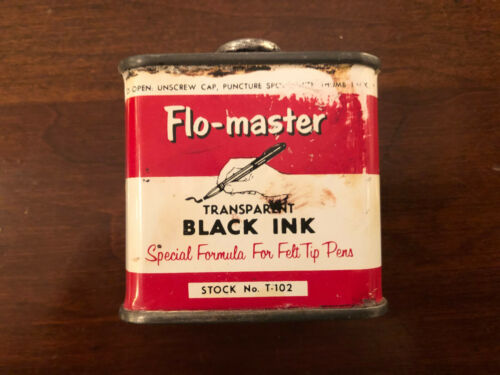 OPEN: UNSCREW CAP, PUNCTURE
Flo-master
TRANSPARENT
BLACK INK
Special Formula For Felt Tip Pens
STOCK No. T-102